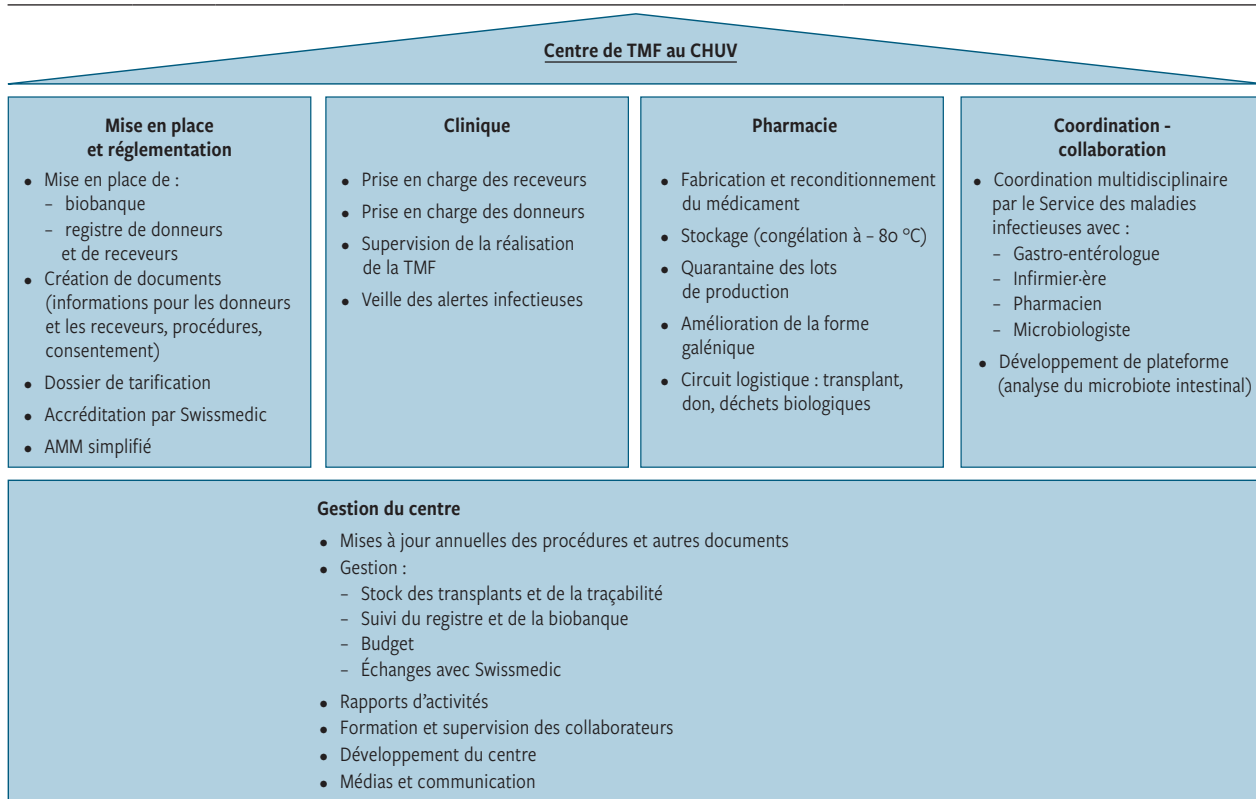 Centre de TMF au CHUV
Mise en place
et réglementation
• Mise en place de :
– biobanque
– registre de donneurs
et de receveurs
• Création de documents
(informations pour les donneurs
et les receveurs, procédures,
consentement)
• Dossier de tarification
• Accréditation par Swissmedic
• AMM simplifié
Clinique
• Prise en charge des receveurs
• Prise en charge des donneurs
• Supervision de la réalisation
de la TMF
• Veille des alertes infectieuses
Pharmacie
• Fabrication et reconditionnement
du médicament
• Stockage (congélation à – 80 °C)
• Quarantaine des lots
de production
• Amélioration de la forme
galénique
• Circuit logistique : transplant,
don, déchets biologiques
Coordination -
collaboration
• Coordination multidisciplinaire
par le Service des maladies
infectieuses avec :
– Gastro-entérologue
– Infirmier·ère
– Pharmacien
– Microbiologiste
• Développement de plateforme
(analyse du microbiote intestinal)
Gestion du centre
• Mises à jour annuelles des procédures et autres documents
• Gestion :
– Stock des transplants et de la traçabilité
– Suivi du registre et de la biobanque
– Budget
– Échanges avec Swissmedic
• Rapports d’activités
• Formation et supervision des collaborateurs
• Développement du centre
• Médias et communication